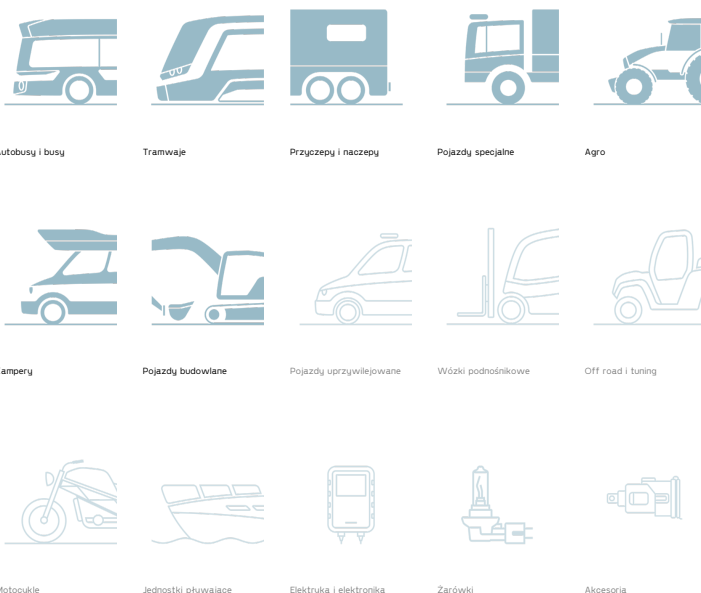 utobusy i busy
Tramwaje
Przyczepy i naczepy
Pojazdy specjalne
Agro
ampery
Pojazdy budowlane
Pojazdy uprzywilejowane
Wózki podnośnikowe
Off road i tuning
Motocukle
Jednostki pływające
Elektryka i elektronika
Żarówki
Akcesoria